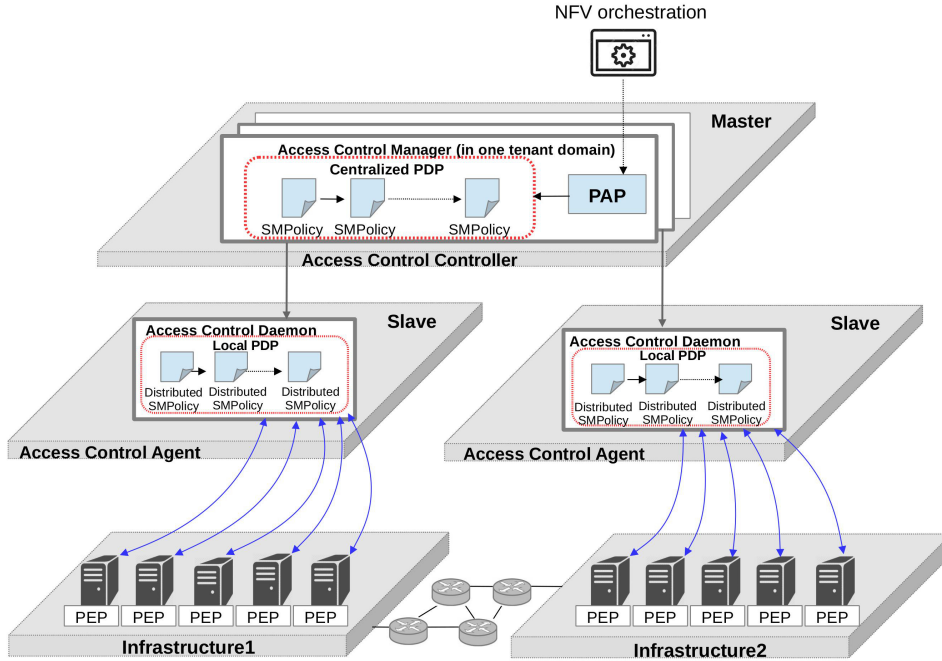 NFV orchestration
Master
Access Control Manager (in one tenant domain)
Centralized PDP
PAP
SMPolicy SMPolicy SMPolicy
Access Control Controller
Slave
Access Control Daemon
Local PDP
Distributed SMPolicy
Distributed SMPolicy
Distributed SMPolicy
Access Control Agent
Slave
Access Control Daemon
Local PDP
Distributed SMPolicy
Distributed SMPolicy
Distributed SMPolicy
Access Control Agent
PEP PEP PEP PEP PEP
Infrastructure1
PEP PEP PEP PEP PEP
Infrastructure2